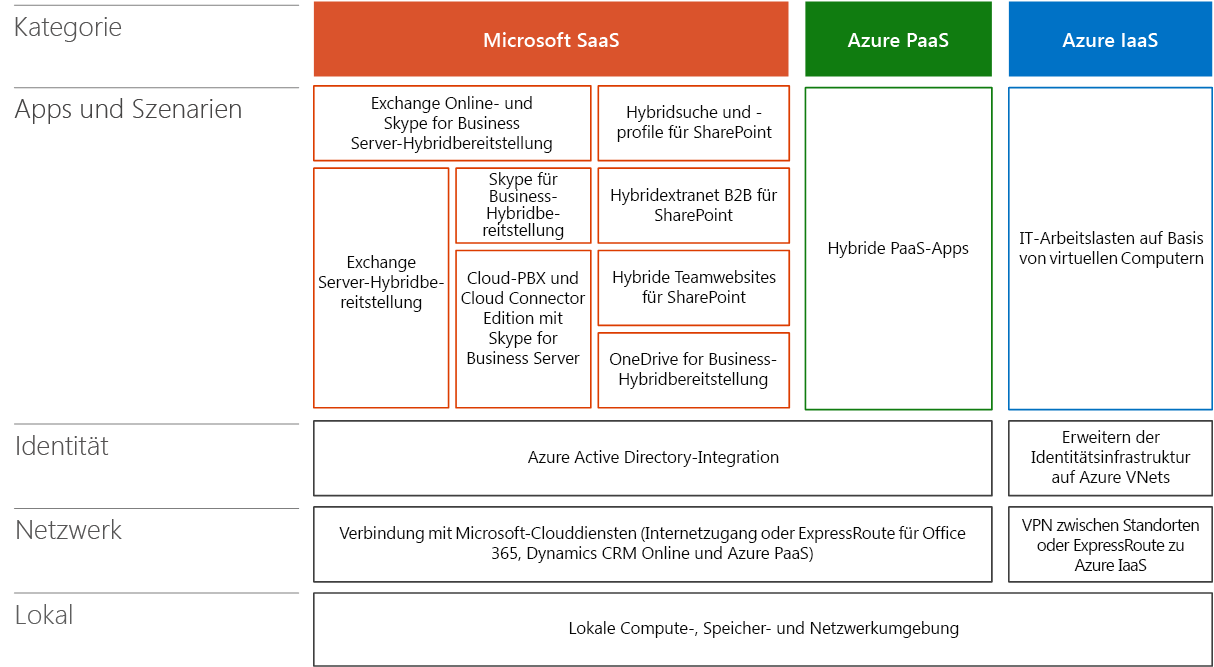 Kategorie
Microsoft SaaS
Azure PaaS
Azure IaaS
Apps und Szenarien
Exchange Online- und
Skype for Business
Server-Hybridbereitstellung
Hybridsuche und -
profile für SharePoint
Exchange
Server-Hybridbe-
reitstellung
Skype für
Business-
Hybridbe-
reitstellung
Cloud-PBX und
Cloud Connector
Edition mit
Skype for
Business Server
Hybridextranet B2B für
SharePoint
Hybride Teamwebsites
für SharePoint
OneDrive for Business-
Hybridbereitstellung
Hybride PaaS-Apps
IT-Arbeitslasten auf Basis
von virtuellen Computern
Identität
Azure Active Directory-Integration
Erweitern der
Identitätsinfrastruktur
auf Azure VNets
Netzwerk
Verbindung mit Microsoft-Clouddiensten (Internetzugang oder ExpressRoute für Office
365, Dynamics CRM Online und Azure PaaS)
VPN zwischen Standorten
oder ExpressRoute zu
Azure IaaS
Lokal
Lokale Compute-, Speicher- und Netzwerkumgebung